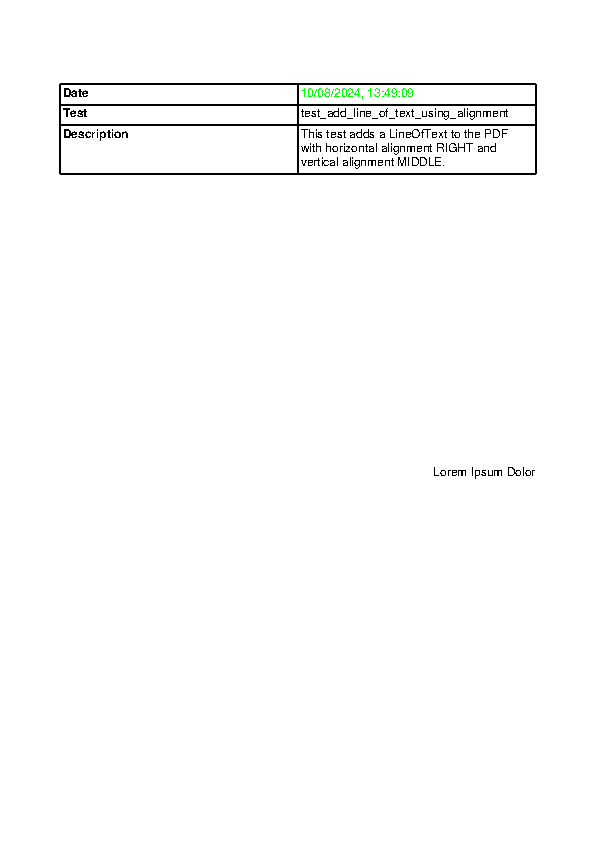 Date 10/08/2024, 13:49:09
Test test_add_line_of_text_using_alignment
Description This test adds a LineOfText to the PDF
with horizontal alignment RIGHT and
vertical alignment MIDDLE.
Lorem Ipsum Dolor